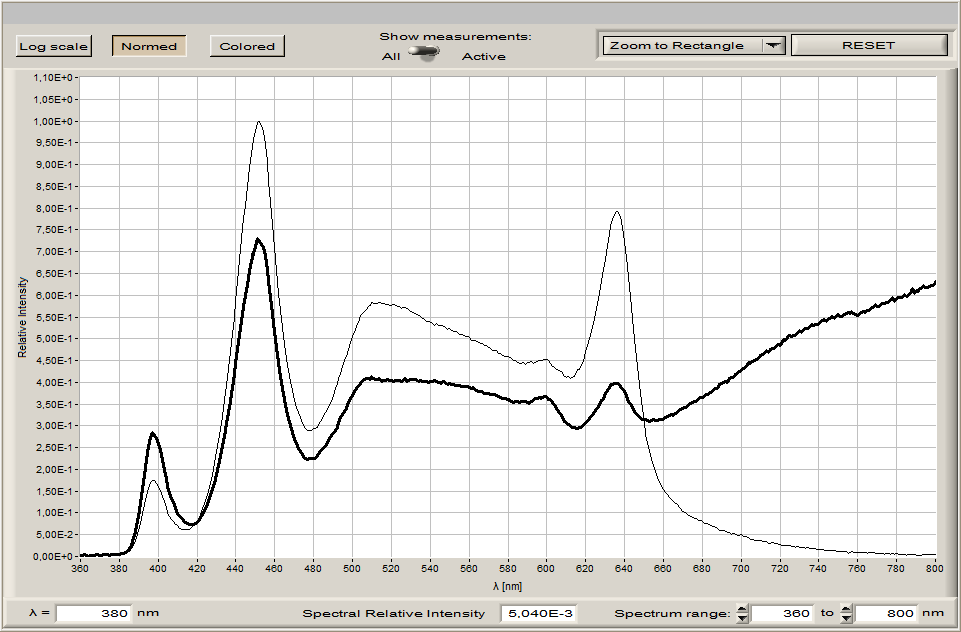 Show measurements:
Log scale Normed Colored All Active Zoom to Rectangle RESET
1,10E+0
1,05E+0
1,00E+0
9,50E-1
9,00E-1
8,50E-1
8,00E-1
7,50E-1
7,00E-1
6,50E-1
6,00E-1
5,50E-1
5,00E-1
4,50E-1
4,00E-1
3,50E-1
3,00E-1
2,50E-1
2,00E-1
1,50E-1
1,00E-1
5,00E-2
0,00E+0
Relative Intensity
360 380 400 420 440 460 480 500 520 540 560 580 600 620 640 660 680 700 720 740 760 780 800
λ [nm]
λ = 380 nm Spectral Relative Intensity 5,040E-3 Spectrum range: 360 to 800 nm